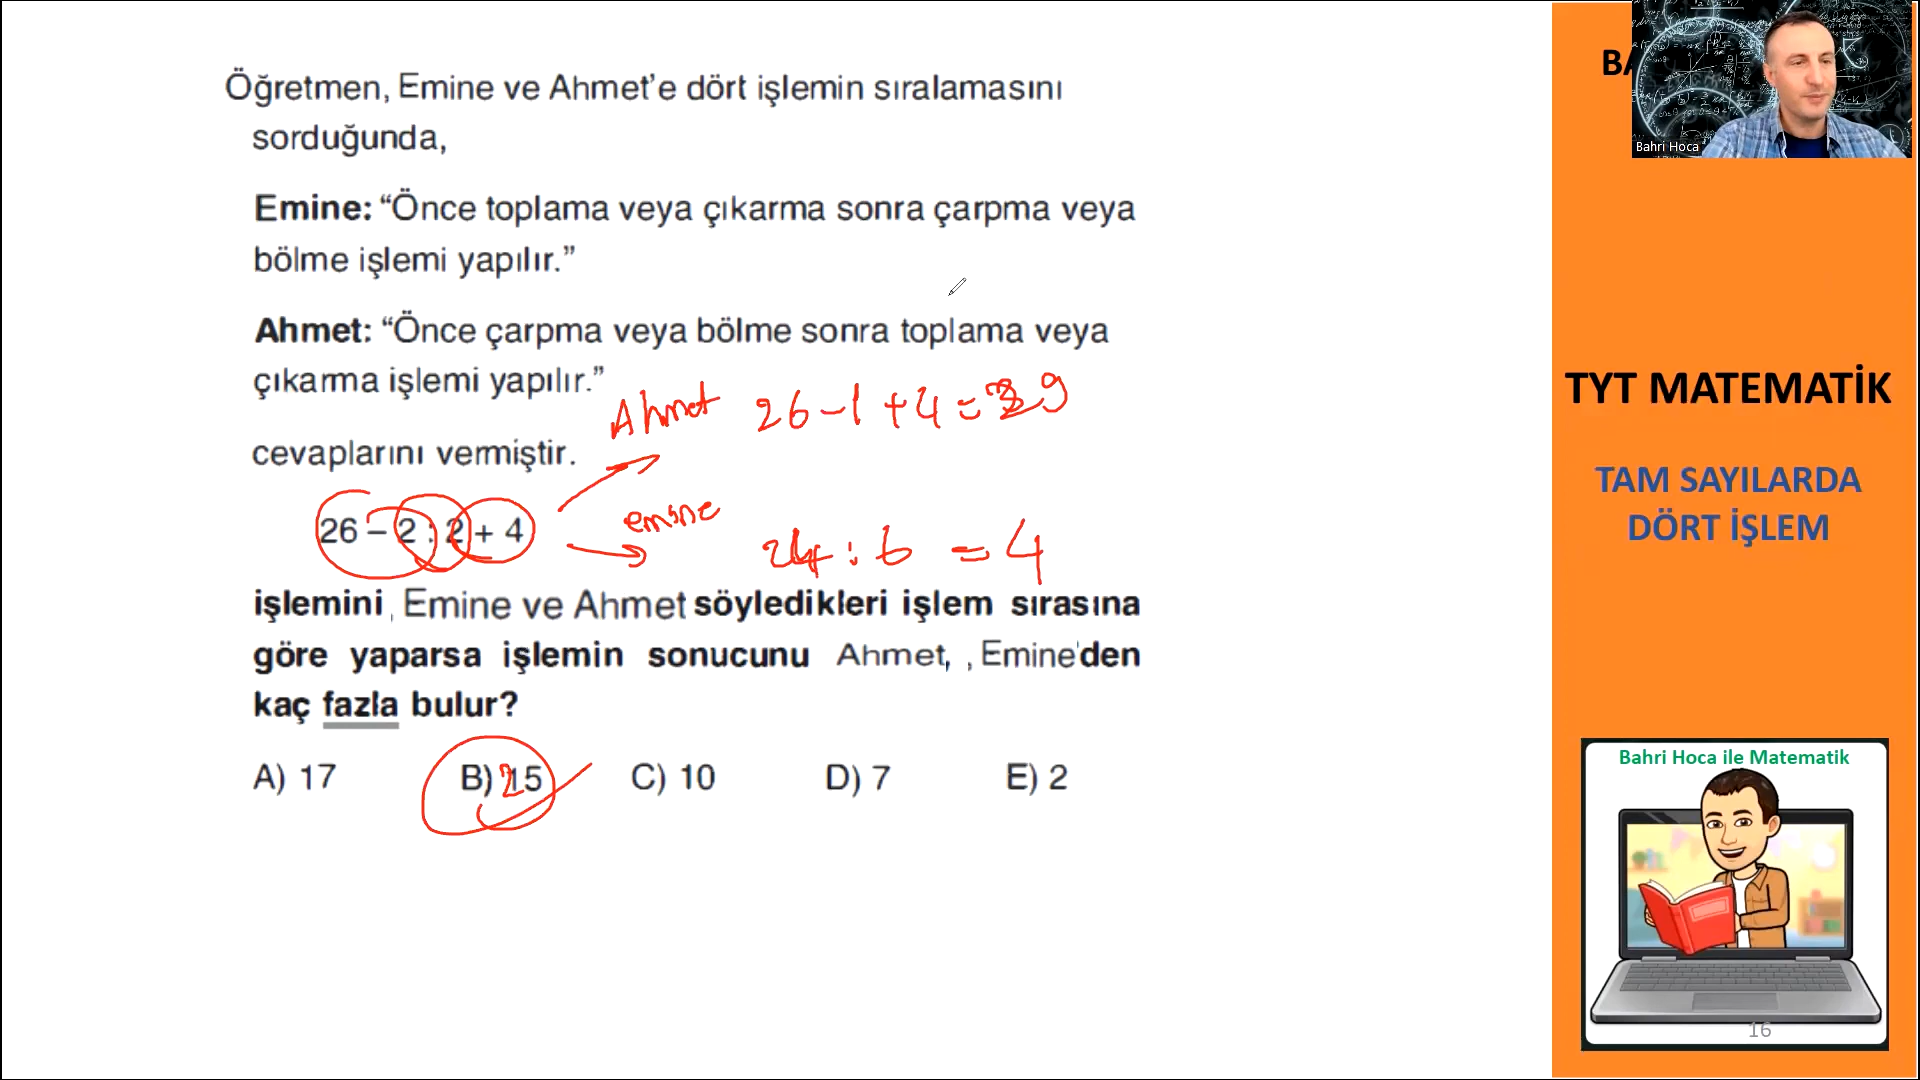 Öğretmen, Emine ve Ahmet'e dört işlemin sıralamasını
sorduğunda,
Emine: “Önce toplama veya çıkarma sonra çarpma veya
bölme işlemi yapılır.”
Ahmet: “Önce çarpma veya bölme sonra toplama veya
çıkarma işlemi yapılır.”
Ahmet 26 - 1 + 4 = 29
cevaplarını vermiştir.
26 – 2 : 2 + 4
emine
24 : 6 = 4
işlemini, Emine ve Ahmet söyledikleri işlem sırasına
göre yaparsa işlemin sonucunu Ahmet, , Emine'den
kaç fazla bulur?
A) 17 B) 25 C) 10 D) 7 E) 2
BA
Bahri Hoca
TYT MATEMATİK
TAM SAYILARDA
DÖRT İŞLEM
Bahri Hoca ile Matematik
16